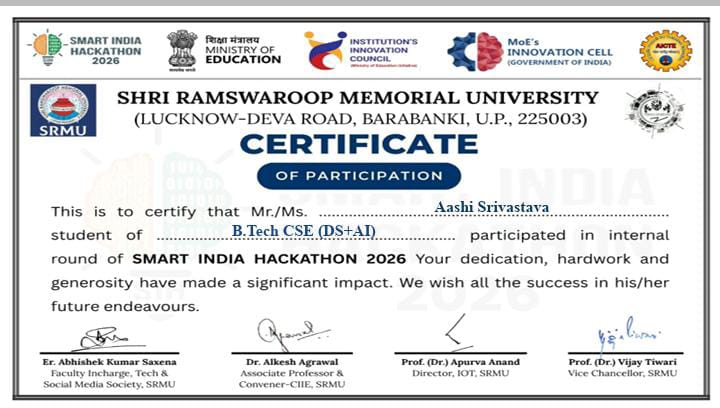 SMART INDIA
HACKATHON
2026
शिक्षा मंत्रालय
MINISTRY OF
EDUCATION
INSTITUTION'S
INNOVATION
COUNCIL
(Ministry of Education Initiative)
MoE's
INNOVATION CELL
(GOVERNMENT OF INDIA)
AICTE
SRMU
SHRI RAMSWAROOP MEMORIAL UNIVERSITY
(LUCKNOW-DEVA ROAD, BARABANKI, U.P., 225003)
CERTIFICATE
OF PARTICIPATION
This is to certify that Mr./Ms. Aashi Srivastava
student of B.Tech CSE (DS+AI) participated in internal
round of SMART INDIA HACKATHON 2026 Your dedication, hardwork and
generosity have made a significant impact. We wish all the success in his/her
future endeavours.
Er. Abhishek Kumar Saxena
Faculty Incharge, Tech &
Social Media Society, SRMU
Dr. Alkesh Agrawal
Associate Professor &
Convener-CIIE, SRMU
Prof. (Dr.) Apurva Anand
Director, IOT, SRMU
Prof. (Dr.) Vijay Tiwari
Vice Chancellor, SRMU